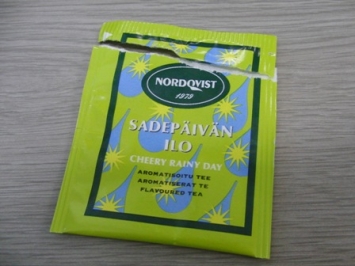 NORDQVIST
1979
SADEPÄIVÄN
ILO
CHEERY RAINY DAY
AROMATISOITU TEE
AROMATISERAT TE
FLAVOURED TEA